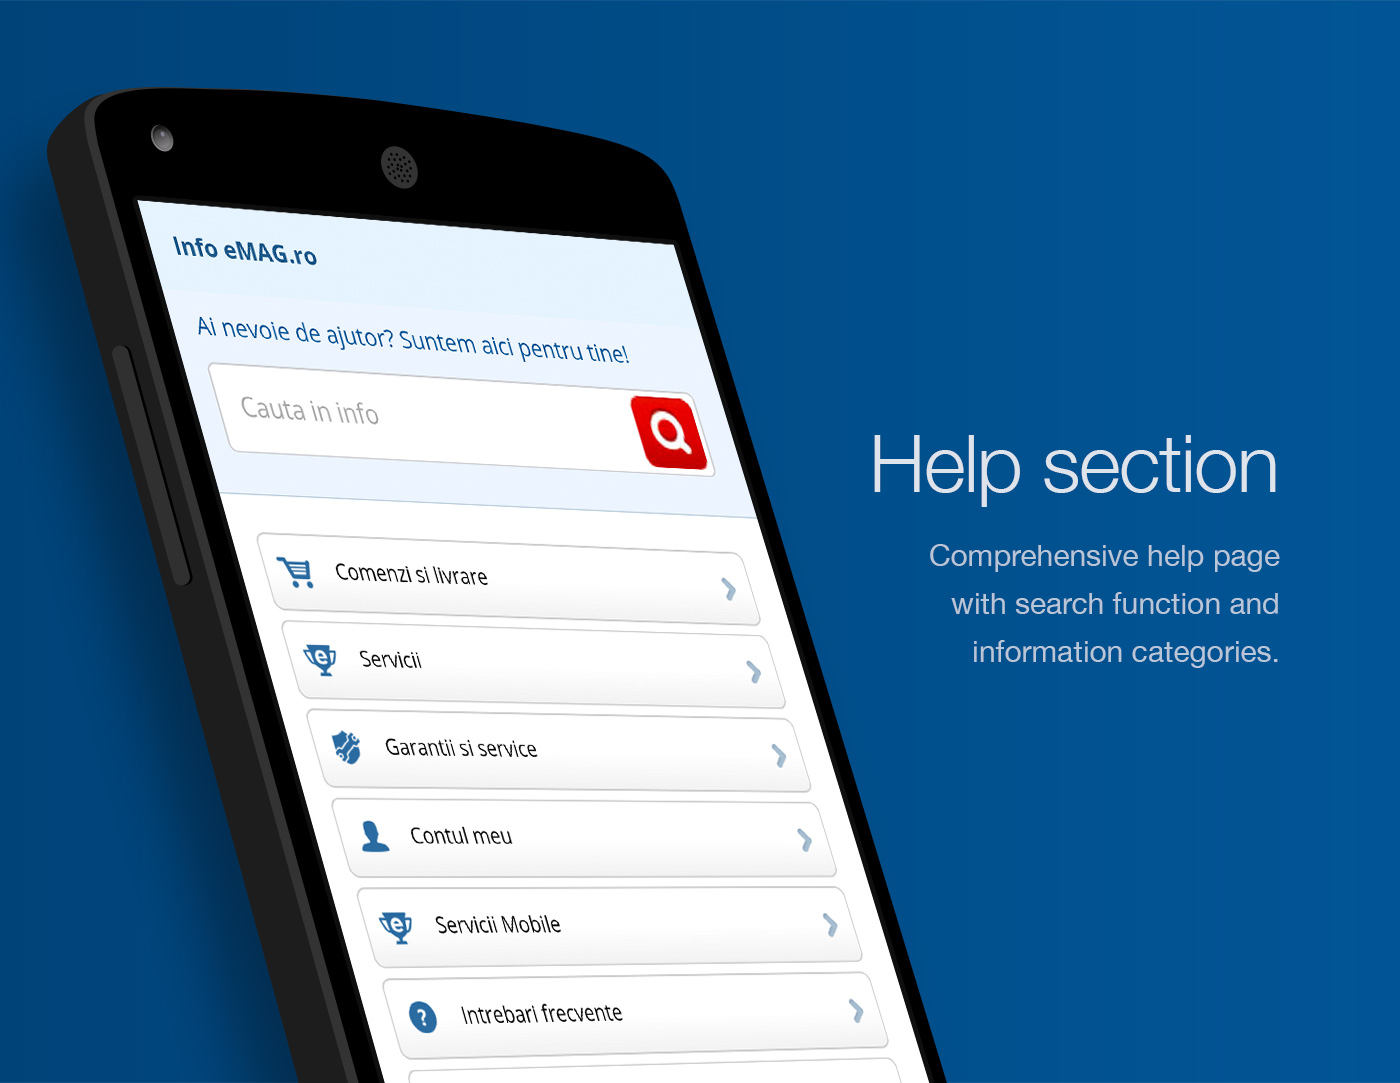 Info eMAG.ro
Ai nevoie de ajutor? Suntem aici pentru tine!
Cauta in info
Comenzi si livrare
Servicii
Garantii si service
Contul meu
Servicii Mobile
Intrebari frecvente
Help section
Comprehensive help page
with search function and
information categories.